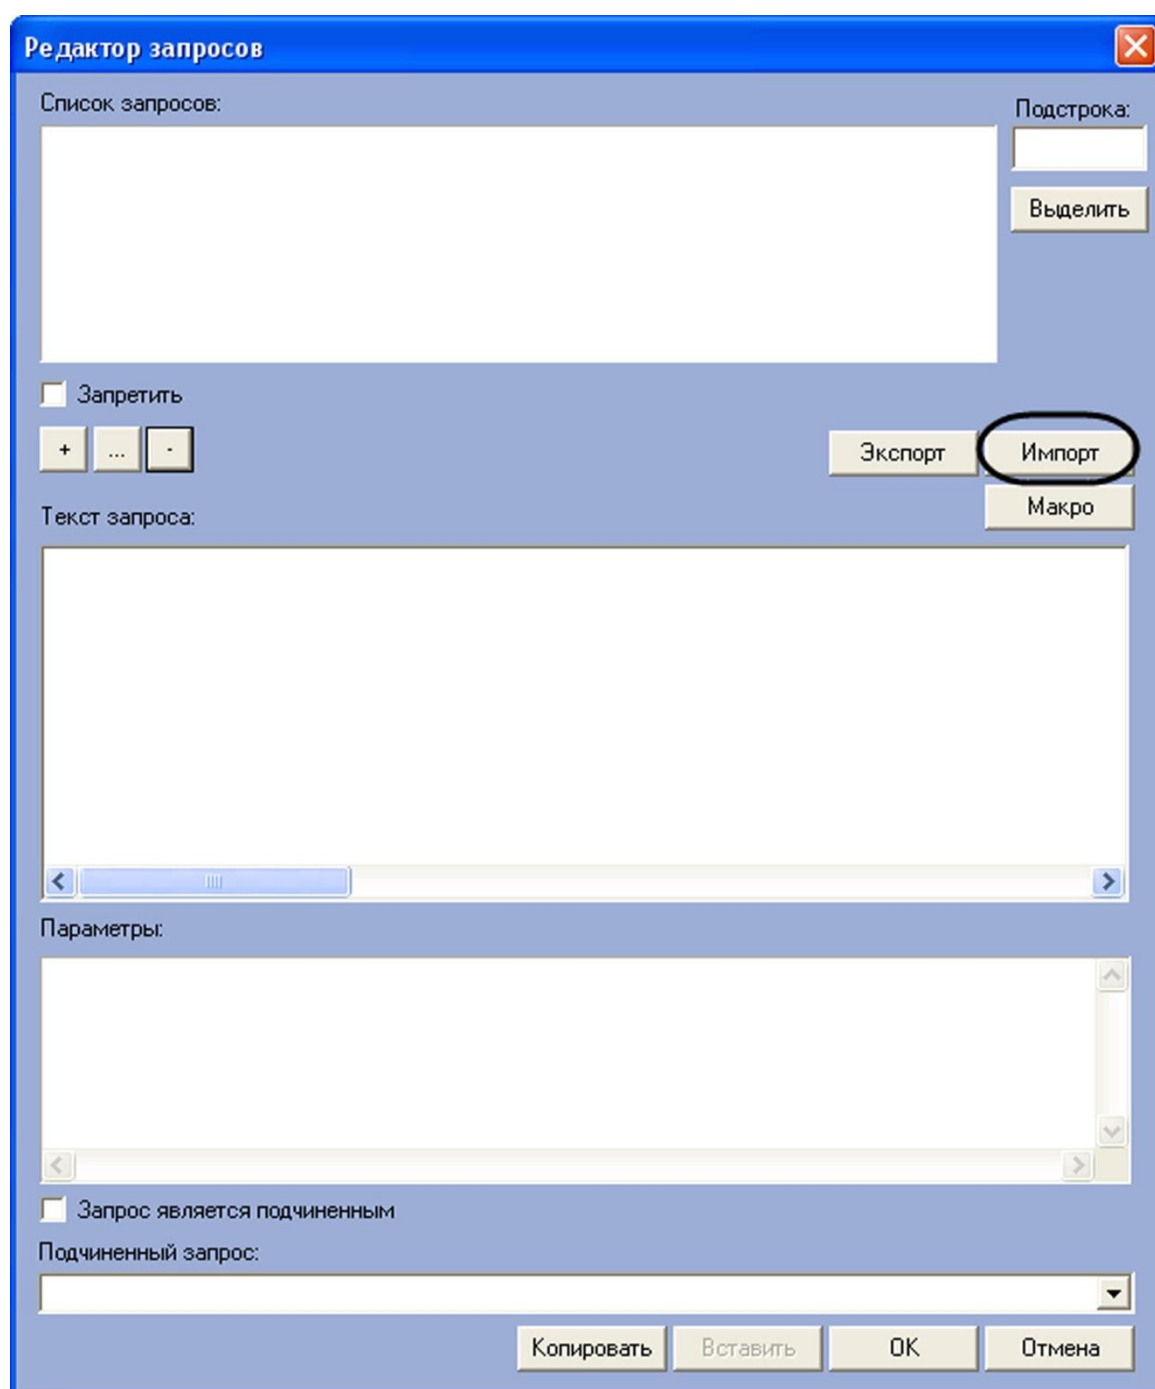 Редактор запросов
Список запросов:
Подстрока:
Выделить
Запретить
+ ... -
Экспорт Импорт
Макро
Текст запроса:
Параметры:
Запрос является подчиненным
Подчиненный запрос:
Копировать Вставить OK Отмена